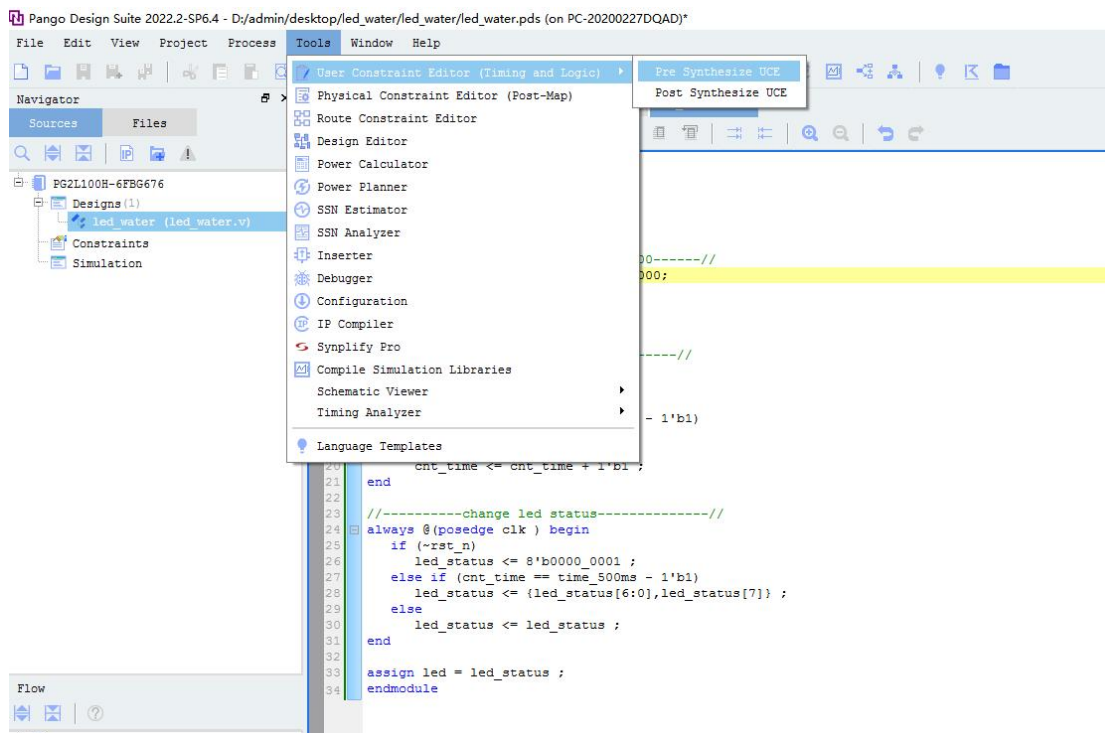 Pango Design Suite 2022.2-SP6.4 - D:/admin/desktop/led_water/led_water/led_water.pds (on PC-20200227DQAD)*
File Edit View Project Process Tools Window Help
User Constraint Editor (Timing and Logic)
Pre Synthesize UCE
Post Synthesize UCE
Physical Constraint Editor (Post-Map)
Route Constraint Editor
Design Editor
Power Calculator
Power Planner
SSN Estimator
SSN Analyzer
Inserter
Debugger
Configuration
IP Compiler
Synplify Pro
Compile Simulation Libraries
Schematic Viewer
Timing Analyzer
Language Templates
Navigator
Sources Files
IP
PG2L100H-6FBG676
Designs(1)
led_water (led_water.v)
Constraints
Simulation
00------//
000;
----//
- 1'b1)
20 cnt_time <= cnt_time + 1'b1 ;
21 end
22
23 //----------change led status--------------//
24 always @(posedge clk ) begin
25 if (~rst_n)
26 led_status <= 8'b0000_0001 ;
27 else if (cnt_time == time_500ms - 1'b1)
28 led_status <= {led_status[6:0],led_status[7]} ;
29 else
30 led_status <= led_status ;
31 end
32
33 assign led = led_status ;
34 endmodule
Flow